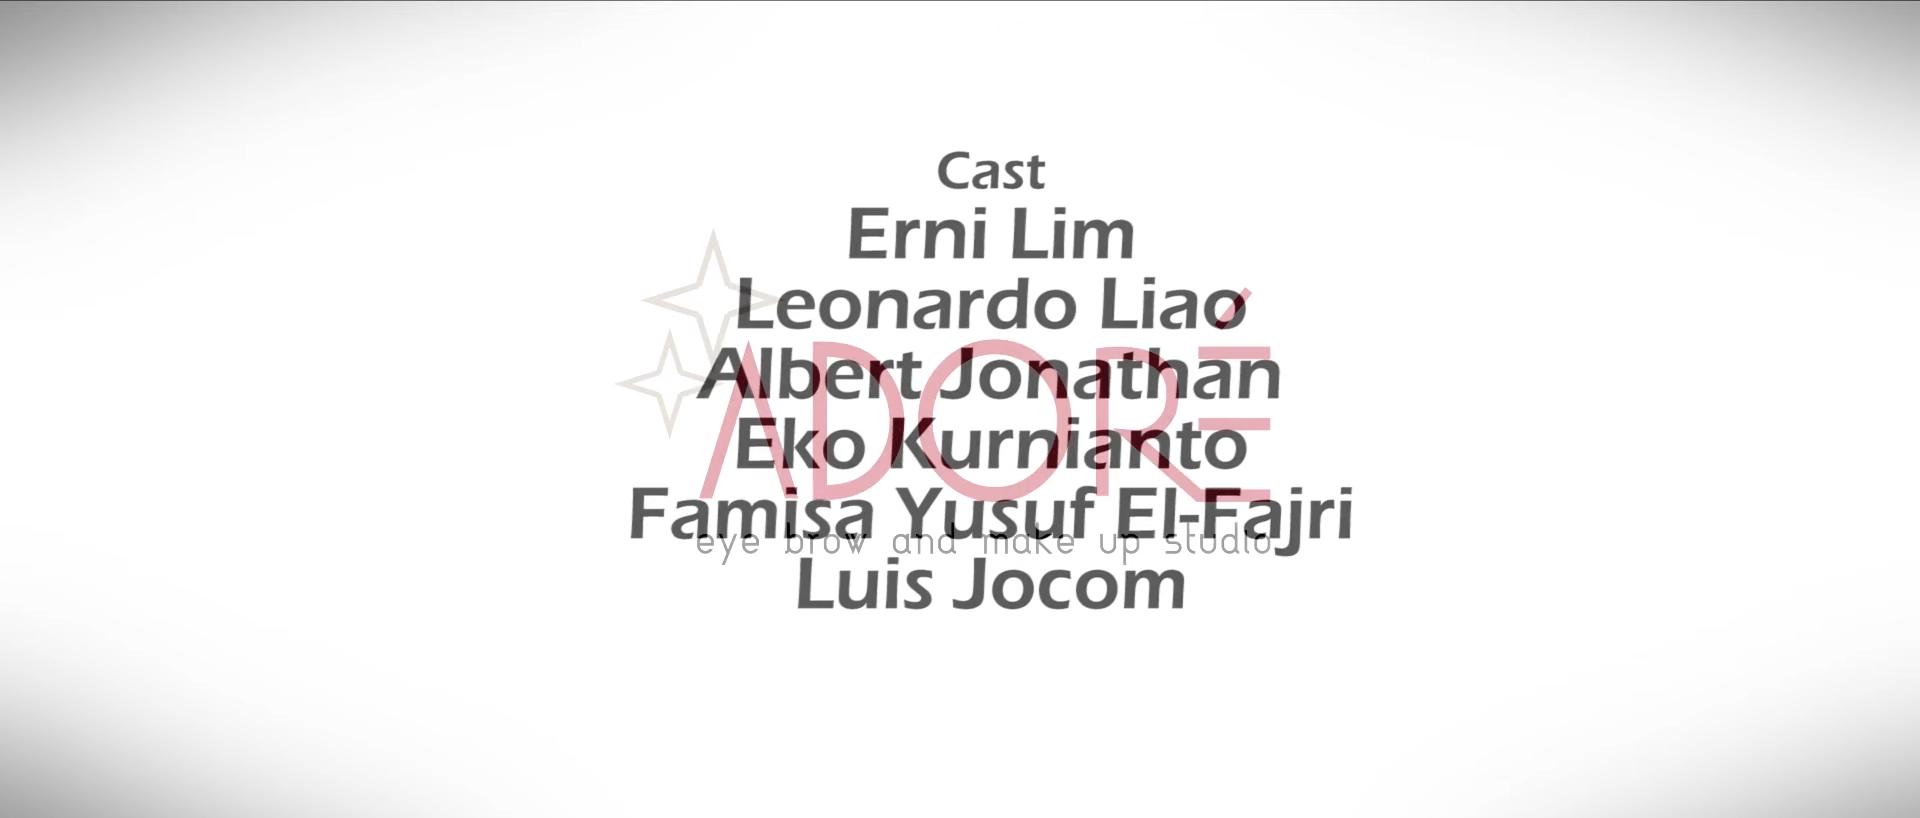 Cast
Erni Lim
Leonardo Liao
Albert Jonathan
Eko Kurnianto
Famisa Yusuf El-Fajri
Luis Jocom
ADORÉ
eye brow and make up studio